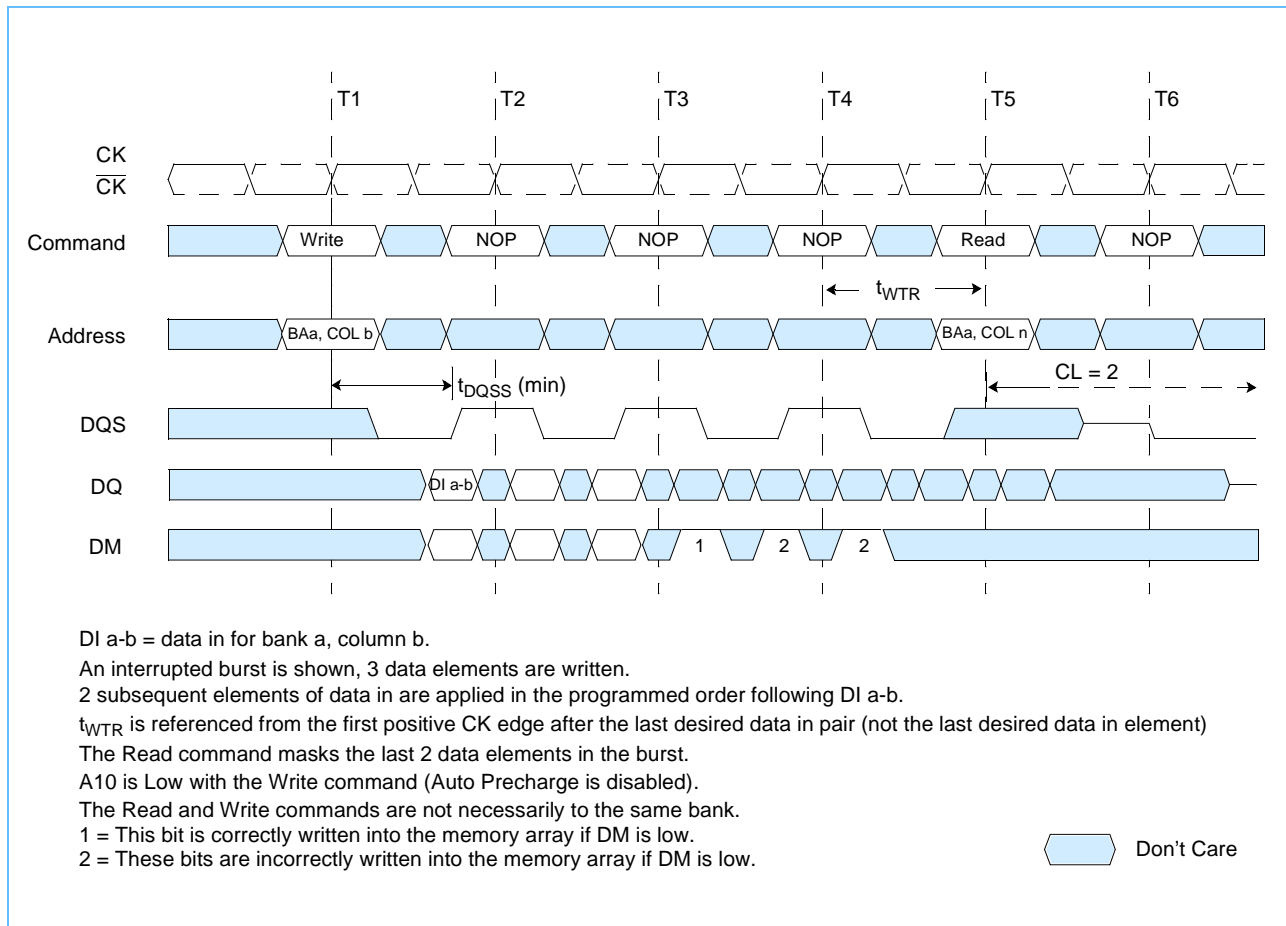 T1 T2 T3 T4 T5 T6
CK
C̅K̅
Command Write NOP NOP NOP Read NOP
tWTR
Address BAa, COL b BAa, COL n
tDQSS (min) CL = 2
DQS
DQ DI a-b
DM 1 2 2
DI a-b = data in for bank a, column b.
An interrupted burst is shown, 3 data elements are written.
2 subsequent elements of data in are applied in the programmed order following DI a-b.
tWTR is referenced from the first positive CK edge after the last desired data in pair (not the last desired data in element)
The Read command masks the last 2 data elements in the burst.
A10 is Low with the Write command (Auto Precharge is disabled).
The Read and Write commands are not necessarily to the same bank.
1 = This bit is correctly written into the memory array if DM is low.
2 = These bits are incorrectly written into the memory array if DM is low.
Don't Care